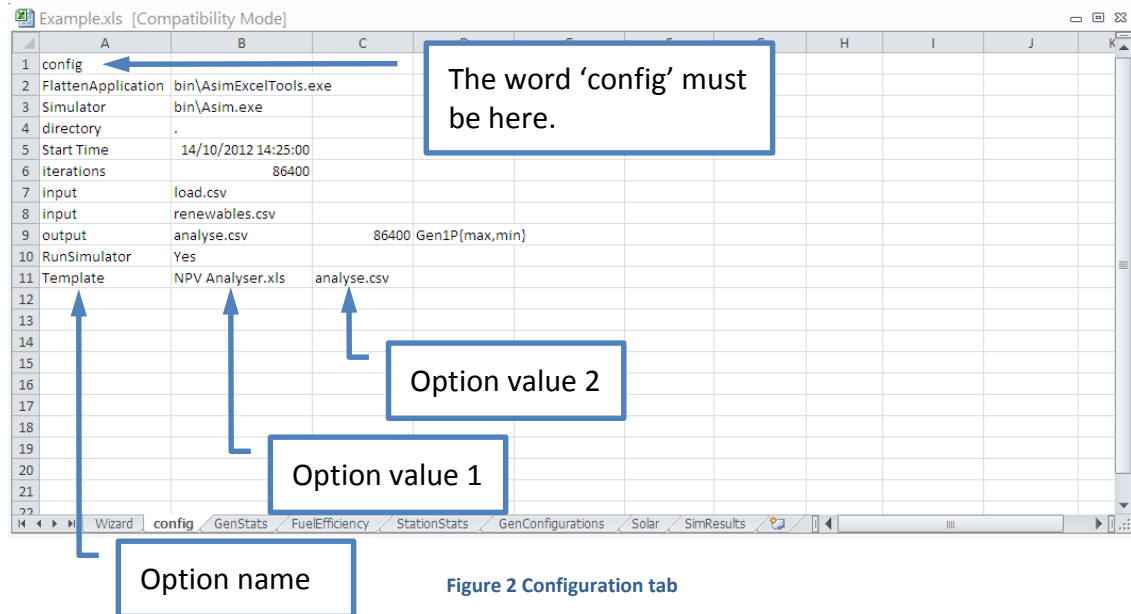 Example.xls [Compatibility Mode]
A B C H I J K
1 config
2 FlattenApplication bin\AsimExcelTools.exe
3 Simulator bin\Asim.exe
4 directory .
5 Start Time 14/10/2012 14:25:00
6 iterations 86400
7 input load.csv
8 input renewables.csv
9 output analyse.csv 86400 Gen1P{max,min}
10 RunSimulator Yes
11 Template NPV Analyser.xls analyse.csv
12
13
14
15
16
17
18
19
20
21
22
The word ‘config’ must
be here.
Option value 2
Option value 1
Wizard config GenStats FuelEfficiency StationStats GenConfigurations Solar SimResults
Option name
Figure 2 Configuration tab